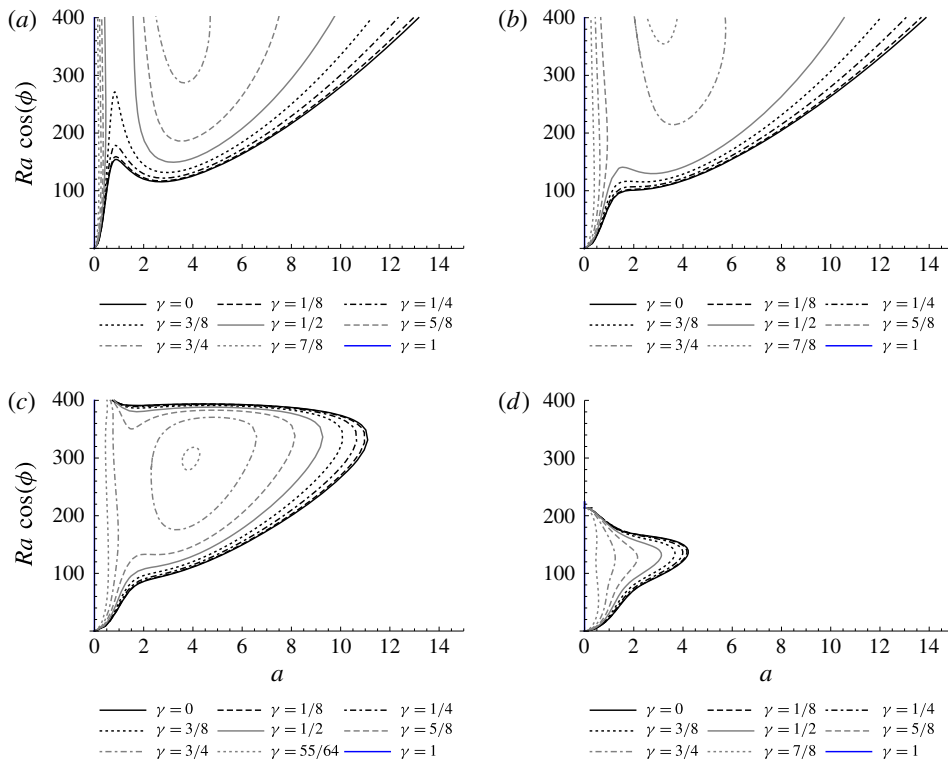 (a)
400
300
200
100
Ra cos(ϕ)
0 2 4 6 8 10 12 14
γ = 0 γ = 1/8 γ = 1/4
γ = 3/8 γ = 1/2 γ = 5/8
γ = 3/4 γ = 7/8 γ = 1
(b)
400
300
200
100
0 2 4 6 8 10 12 14
γ = 0 γ = 1/8 γ = 1/4
γ = 3/8 γ = 1/2 γ = 5/8
γ = 3/4 γ = 7/8 γ = 1
(c)
400
300
200
100
Ra cos(ϕ)
0 2 4 6 8 10 12 14
a
γ = 0 γ = 1/8 γ = 1/4
γ = 3/8 γ = 1/2 γ = 5/8
γ = 3/4 γ = 55/64 γ = 1
(d)
400
300
200
100
0 2 4 6 8 10 12 14
a
γ = 0 γ = 1/8 γ = 1/4
γ = 3/8 γ = 1/2 γ = 5/8
γ = 3/4 γ = 7/8 γ = 1